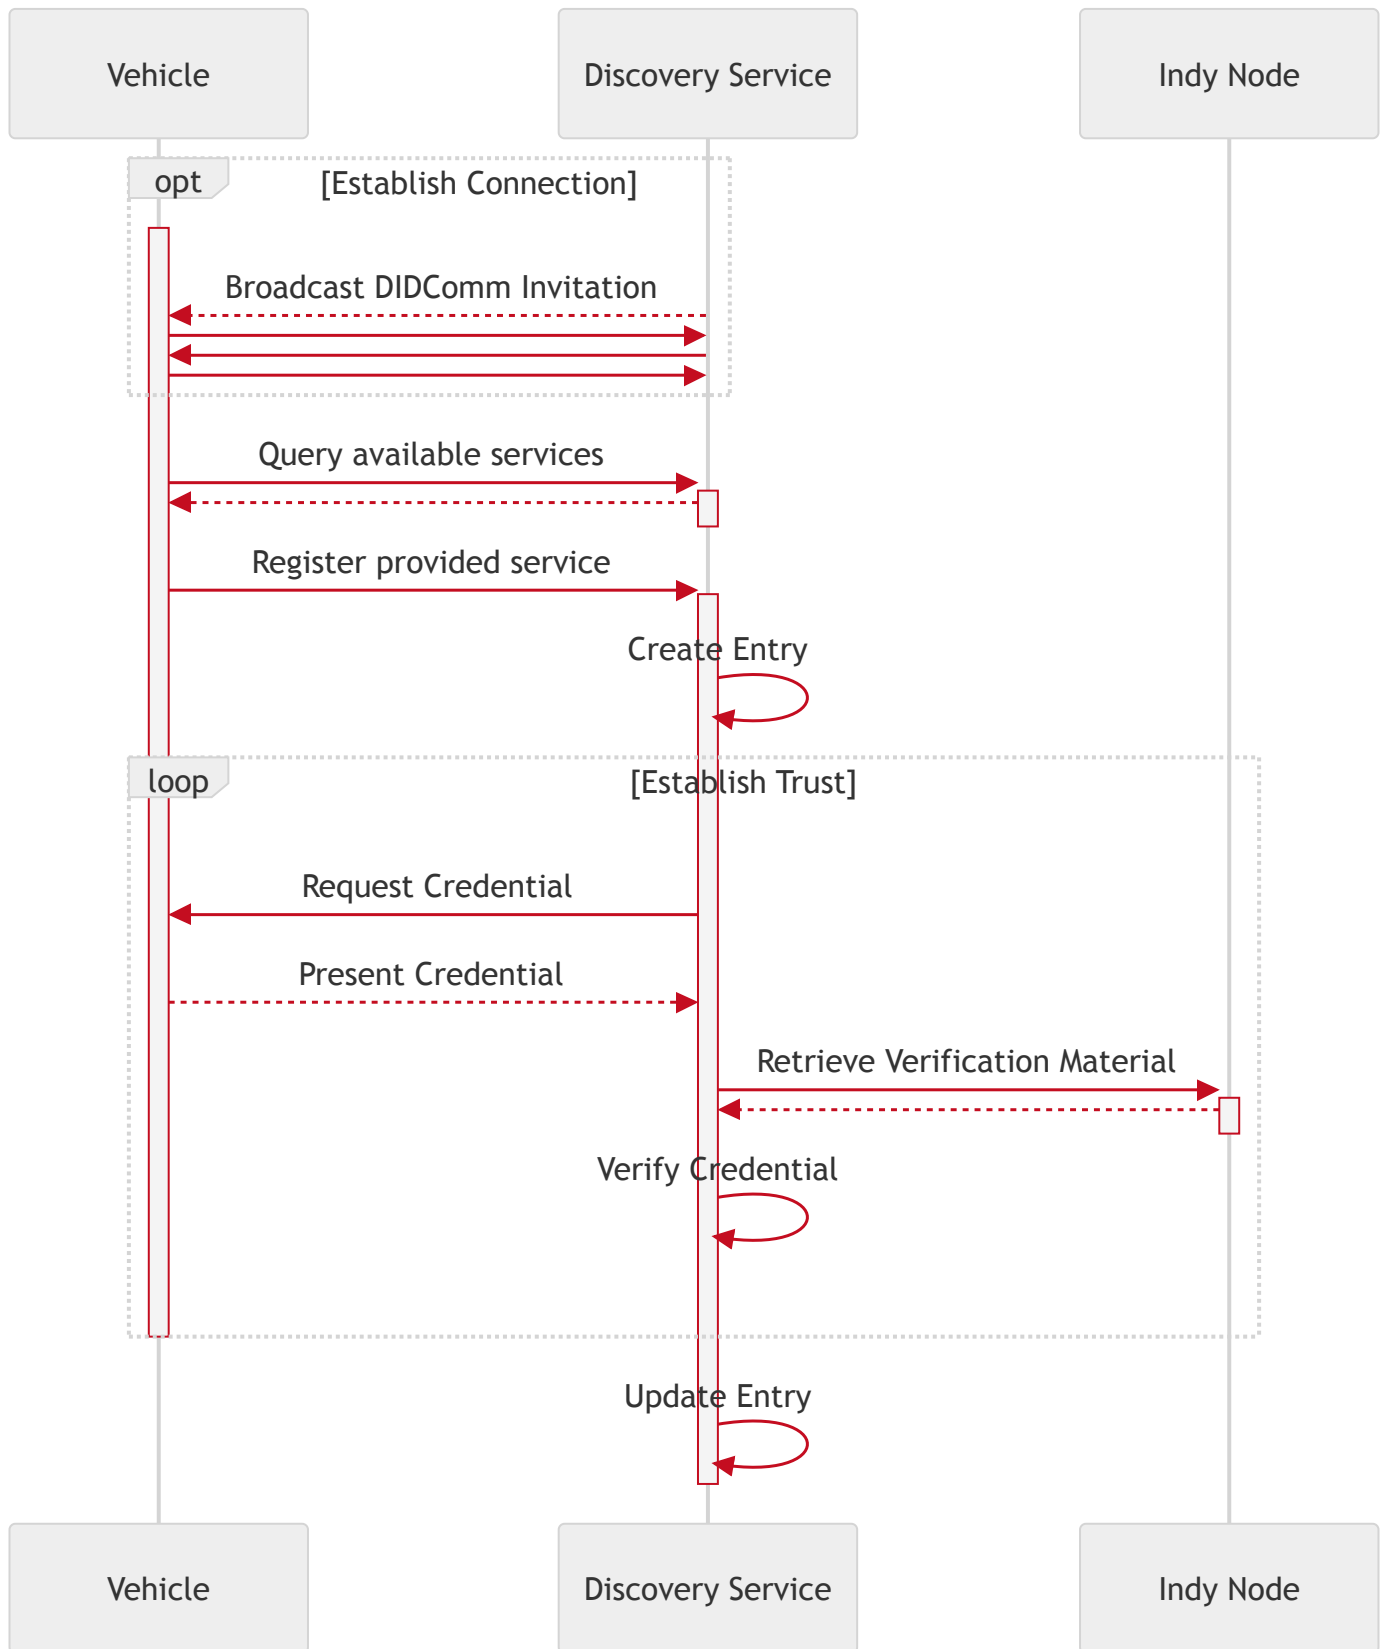 Vehicle
Discovery Service
Indy Node
opt
[Establish Connection]
Broadcast DIDComm Invitation
Query available services
Register provided service
Create Entry
loop
[Establish Trust]
Request Credential
Present Credential
Retrieve Verification Material
Verify Credential
Update Entry
Vehicle
Discovery Service
Indy Node